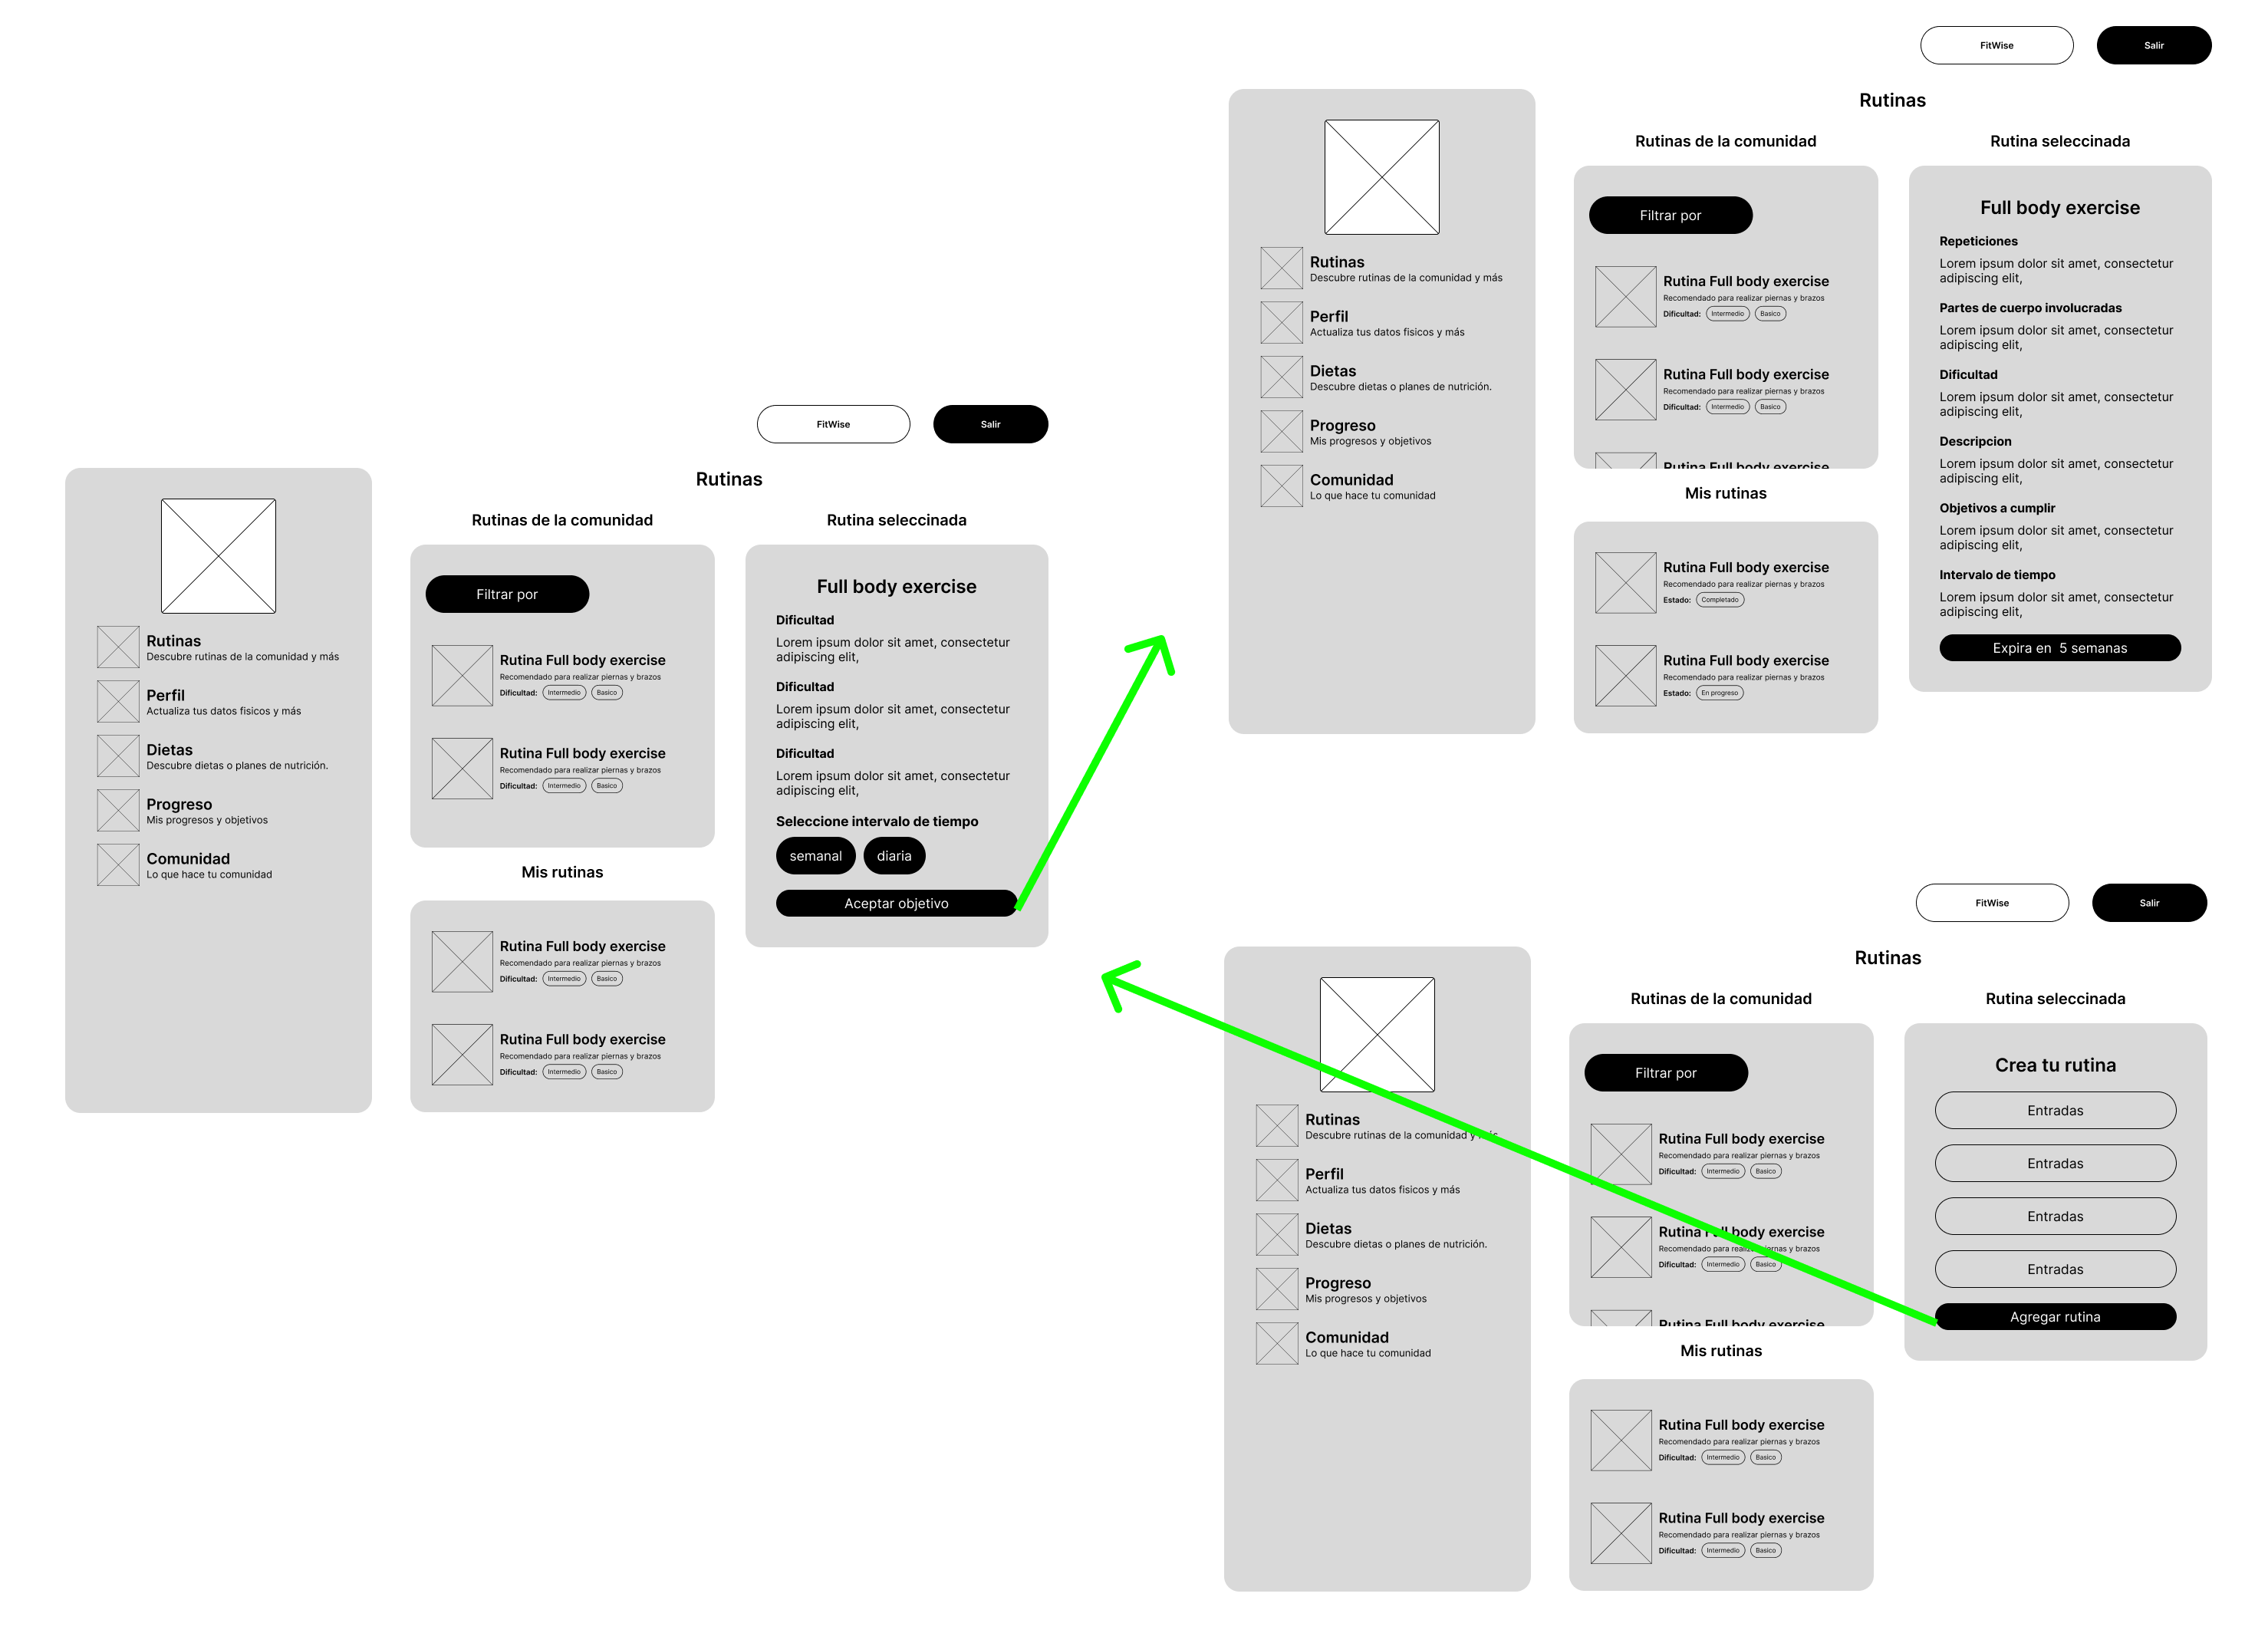 FitWise
Salir
Rutinas
Rutinas de la comunidad
Rutina seleccinada
Rutinas
Descubre rutinas de la comunidad y más
Perfil
Actualiza tus datos fisicos y más
Dietas
Descubre dietas o planes de nutrición.
Progreso
Mis progresos y objetivos
Comunidad
Lo que hace tu comunidad
Filtrar por
Rutina Full body exercise
Recomendado para realizar piernas y brazos
Dificultad: Intermedio Basico
Rutina Full body exercise
Recomendado para realizar piernas y brazos
Dificultad: Intermedio Basico
Mis rutinas
Rutina Full body exercise
Recomendado para realizar piernas y brazos
Dificultad: Intermedio Basico
Rutina Full body exercise
Recomendado para realizar piernas y brazos
Dificultad: Intermedio Basico
Full body exercise
Dificultad
Lorem ipsum dolor sit amet, consectetur
adipiscing elit,
Dificultad
Lorem ipsum dolor sit amet, consectetur
adipiscing elit,
Dificultad
Lorem ipsum dolor sit amet, consectetur
adipiscing elit,
Seleccione intervalo de tiempo
semanal diaria
Aceptar objetivo
FitWise
Salir
Rutinas
Rutinas de la comunidad
Rutina seleccinada
Rutinas
Descubre rutinas de la comunidad y más
Perfil
Actualiza tus datos fisicos y más
Dietas
Descubre dietas o planes de nutrición.
Progreso
Mis progresos y objetivos
Comunidad
Lo que hace tu comunidad
Filtrar por
Rutina Full body exercise
Recomendado para realizar piernas y brazos
Dificultad: Intermedio Basico
Rutina Full body exercise
Recomendado para realizar piernas y brazos
Dificultad: Intermedio Basico
Rutina Full body exercise
Mis rutinas
Rutina Full body exercise
Recomendado para realizar piernas y brazos
Estado: Completado
Rutina Full body exercise
Recomendado para realizar piernas y brazos
Estado: En progreso
Full body exercise
Repeticiones
Lorem ipsum dolor sit amet, consectetur
adipiscing elit,
Partes de cuerpo involucradas
Lorem ipsum dolor sit amet, consectetur
adipiscing elit,
Dificultad
Lorem ipsum dolor sit amet, consectetur
adipiscing elit,
Descripcion
Lorem ipsum dolor sit amet, consectetur
adipiscing elit,
Objetivos a cumplir
Lorem ipsum dolor sit amet, consectetur
adipiscing elit,
Intervalo de tiempo
Lorem ipsum dolor sit amet, consectetur
adipiscing elit,
Expira en 5 semanas
FitWise
Salir
Rutinas
Rutinas de la comunidad
Rutina seleccinada
Rutinas
Descubre rutinas de la comunidad y más
Perfil
Actualiza tus datos fisicos y más
Dietas
Descubre dietas o planes de nutrición.
Progreso
Mis progresos y objetivos
Comunidad
Lo que hace tu comunidad
Filtrar por
Rutina Full body exercise
Recomendado para realizar piernas y brazos
Dificultad: Intermedio Basico
Rutina Full body exercise
Recomendado para realizar piernas y brazos
Dificultad: Intermedio Basico
Rutina Full body exercise
Mis rutinas
Rutina Full body exercise
Recomendado para realizar piernas y brazos
Dificultad: Intermedio Basico
Rutina Full body exercise
Recomendado para realizar piernas y brazos
Dificultad: Intermedio Basico
Crea tu rutina
Entradas
Entradas
Entradas
Entradas
Agregar rutina